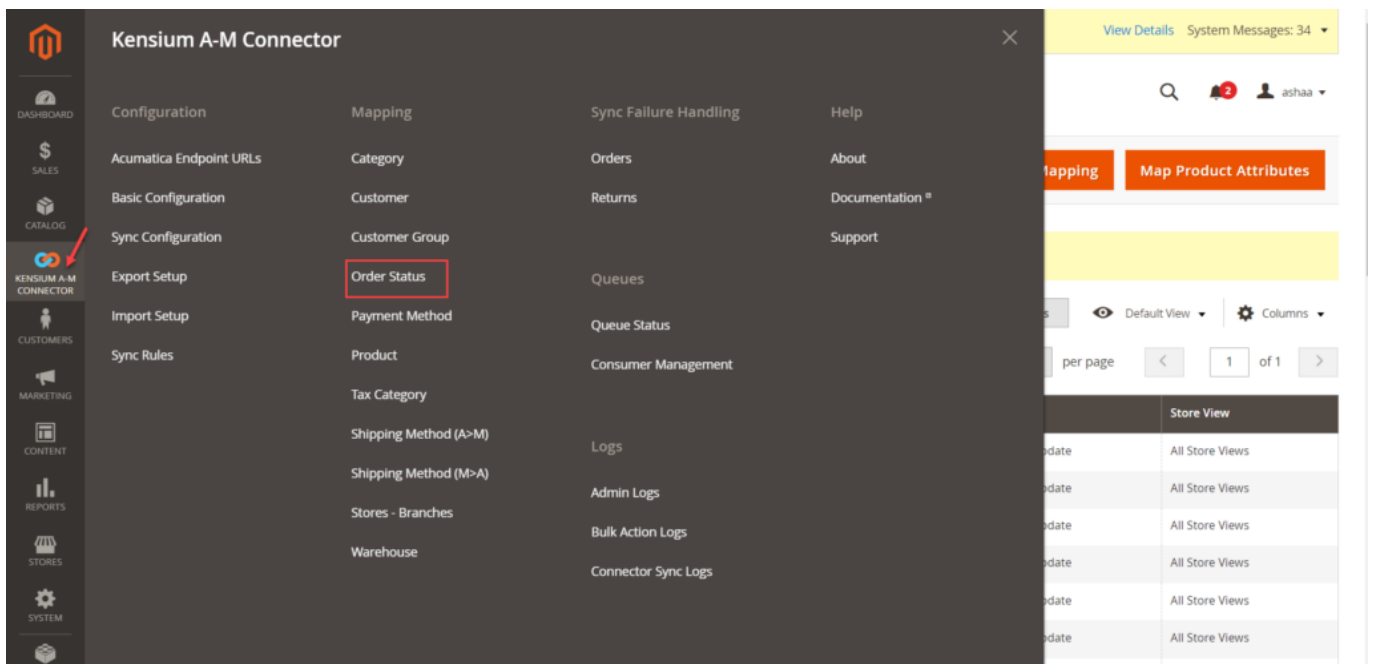 Kensium A-M Connector
View Details System Messages: 34
2 ashaa
DASHBOARD
SALES
CATALOG
KENSIUM A-M
CONNECTOR
CUSTOMERS
MARKETING
CONTENT
REPORTS
STORES
SYSTEM
Configuration
Acumatica Endpoint URLs
Basic Configuration
Sync Configuration
Export Setup
Import Setup
Sync Rules
Mapping
Category
Customer
Customer Group
Order Status
Payment Method
Product
Tax Category
Shipping Method (A>M)
Shipping Method (M>A)
Stores - Branches
Warehouse
Sync Failure Handling
Orders
Returns
Queues
Queue Status
Consumer Management
Logs
Admin Logs
Bulk Action Logs
Connector Sync Logs
Help
About
Documentation
Support
Map Product Attributes
Default View Columns
per page 1 of 1
Store View
All Store Views
All Store Views
All Store Views
All Store Views
All Store Views
All Store Views